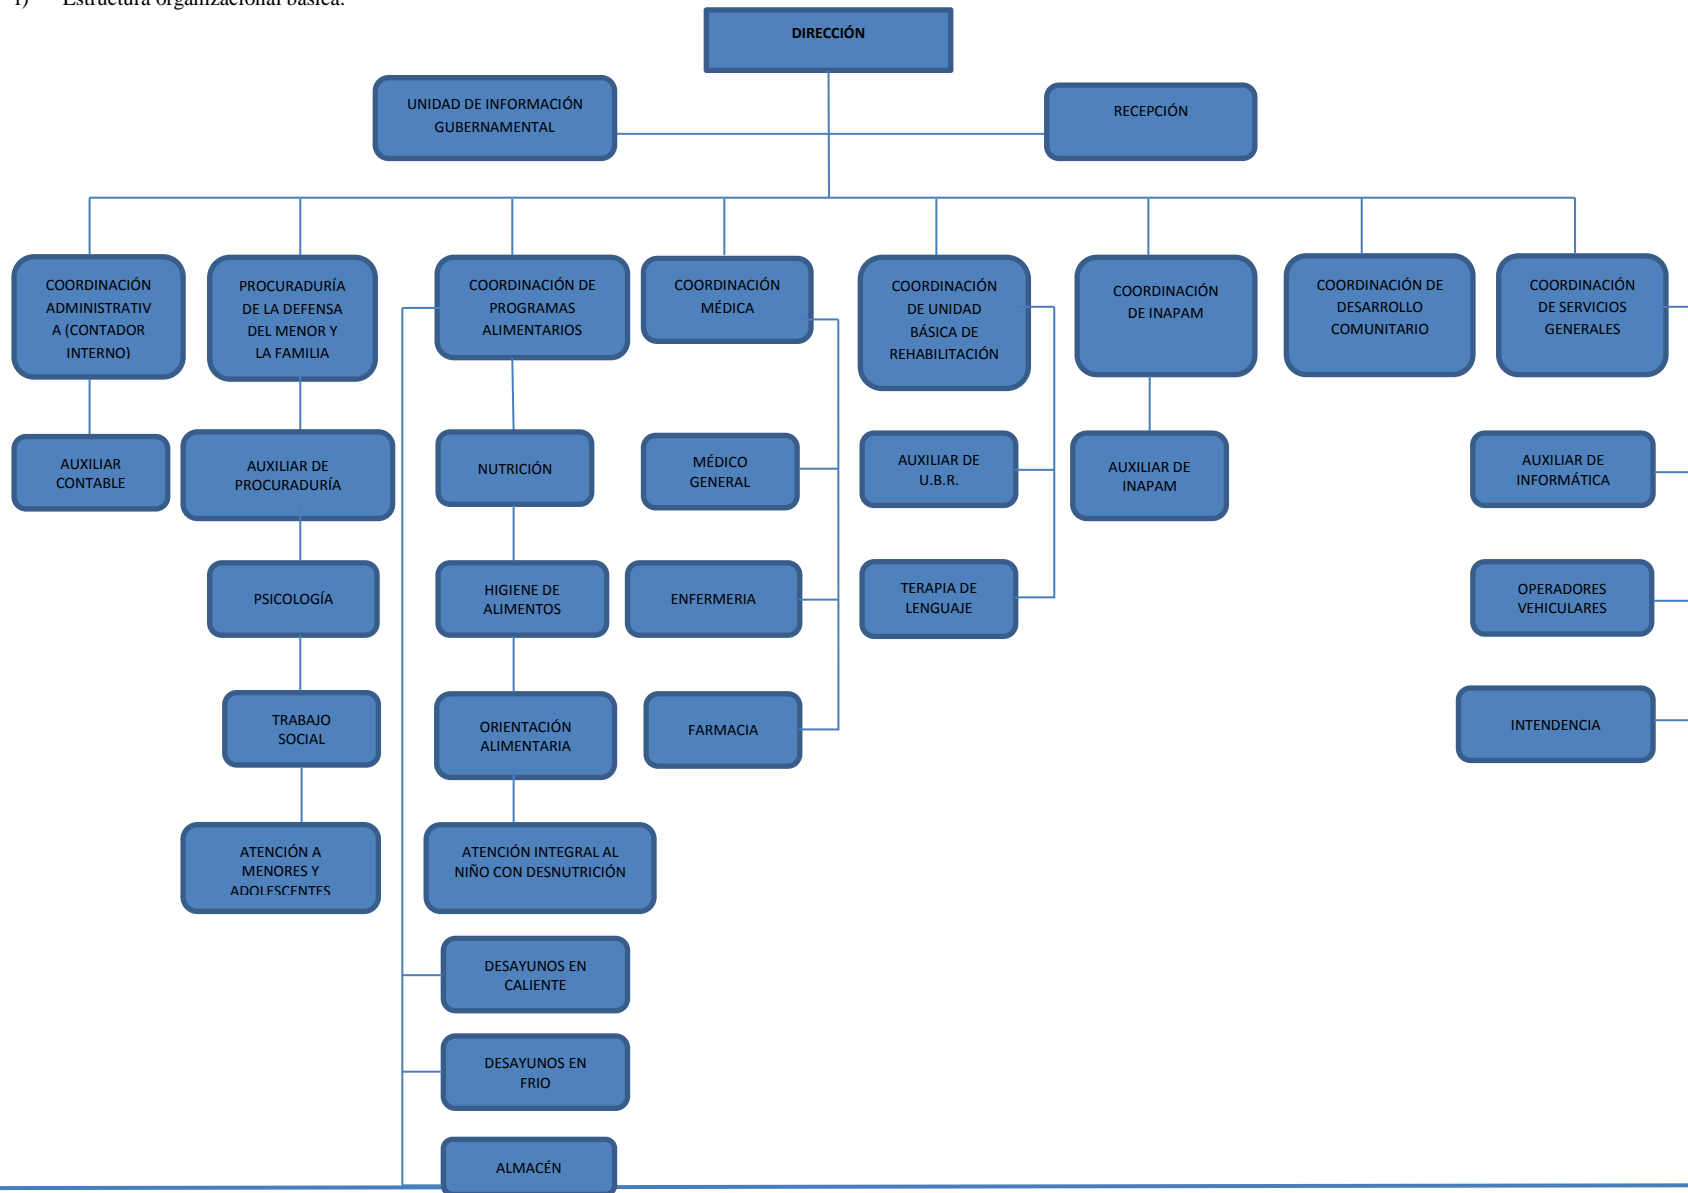 i) Estructura organizacional básica.
DIRECCIÓN
UNIDAD DE INFORMACIÓN
GUBERNAMENTAL
RECEPCIÓN
COORDINACIÓN
ADMINISTRATIV
A (CONTADOR
INTERNO)
PROCURADURÍA
DE LA DEFENSA
DEL MENOR Y
LA FAMILIA
COORDINACIÓN DE
PROGRAMAS
ALIMENTARIOS
COORDINACIÓN
MÉDICA
COORDINACIÓN
DE UNIDAD
BÁSICA DE
REHABILITACIÓN
COORDINACIÓN
DE INAPAM
COORDINACIÓN DE
DESARROLLO
COMUNITARIO
COORDINACIÓN
DE SERVICIOS
GENERALES
AUXILIAR
CONTABLE
AUXILIAR DE
PROCURADURÍA
NUTRICIÓN
MÉDICO
GENERAL
AUXILIAR DE
U.B.R.
AUXILIAR DE
INAPAM
AUXILIAR DE
INFORMÁTICA
PSICOLOGÍA
HIGIENE DE
ALIMENTOS
ENFERMERIA
TERAPIA DE
LENGUAJE
OPERADORES
VEHICULARES
TRABAJO
SOCIAL
ORIENTACIÓN
ALIMENTARIA
FARMACIA
INTENDENCIA
ATENCIÓN A
MENORES Y
ADOLESCENTES
ATENCIÓN INTEGRAL AL
NIÑO CON DESNUTRICIÓN
DESAYUNOS EN
CALIENTE
DESAYUNOS EN
FRIO
ALMACÉN